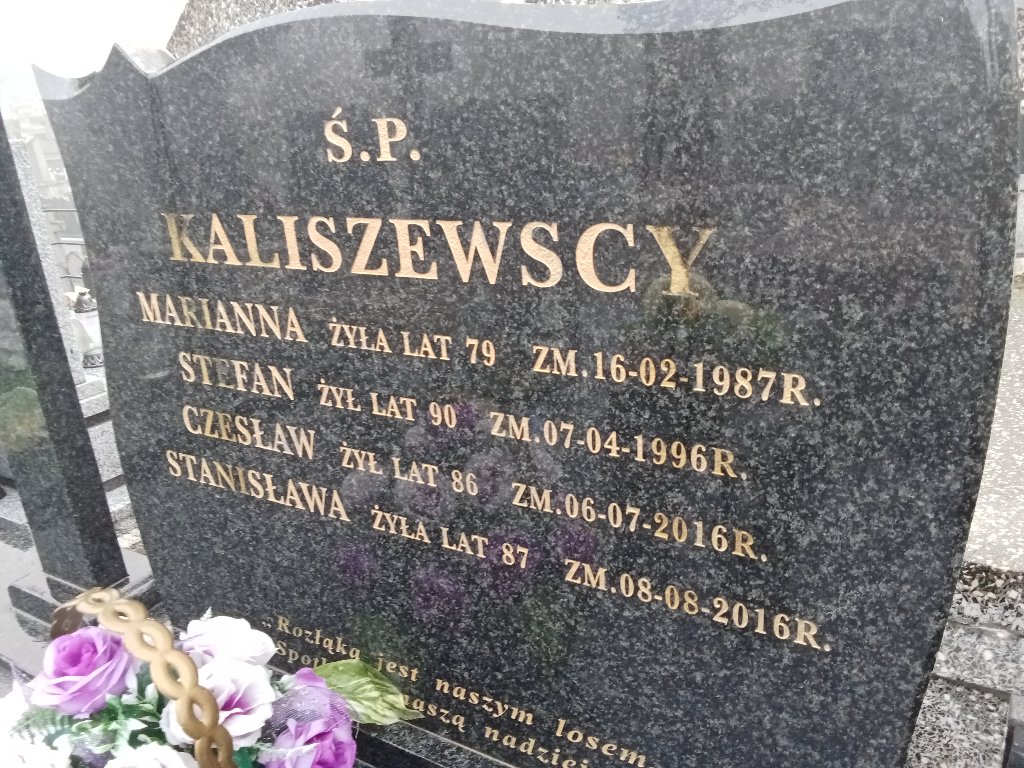 Ś.P.
KALISZEWSCY
MARIANNA ŻYŁA LAT 79 ZM.16-02-1987R.
STEFAN ŻYŁ LAT 90 ZM.07-04-1996R.
CZESŁAW ŻYŁ LAT 86 ZM.06-07-2016R.
STANISŁAWA ŻYŁA LAT 87 ZM.08-08-2016R.
„Rozłąka jest naszym losem